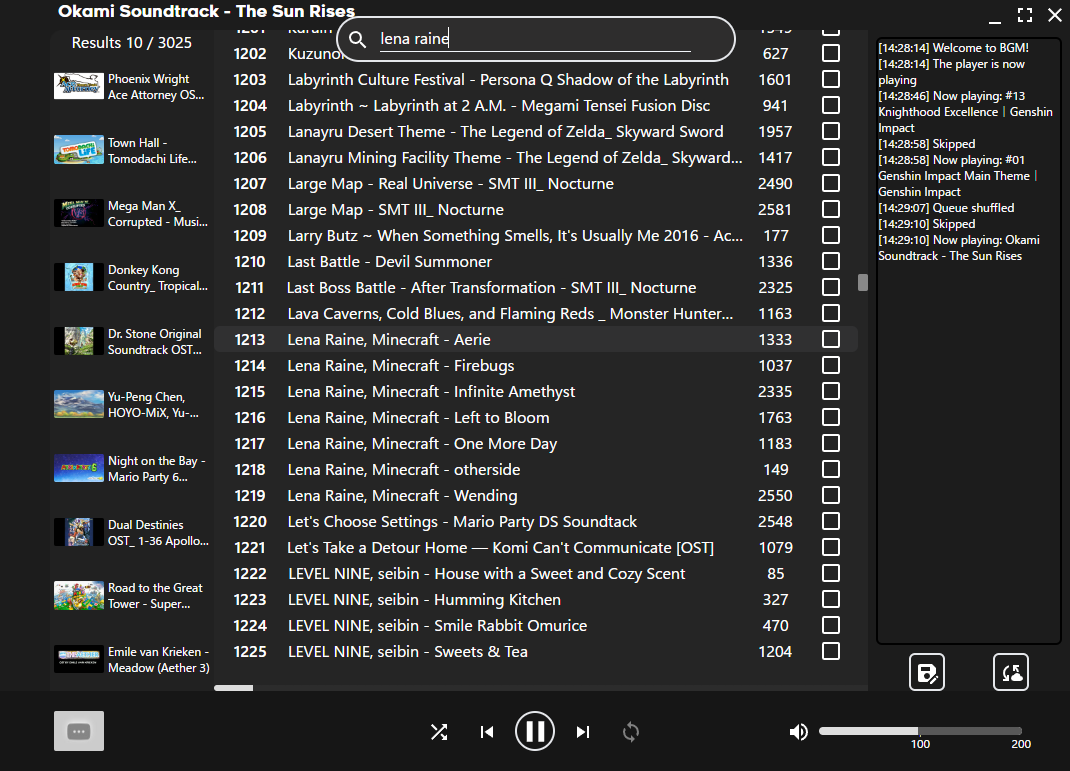 Okami Soundtrack - The Sun Rises
lena raine
Results 10 / 3025
Phoenix Wright
Ace Attorney OS...
Town Hall -
Tomodachi Life...
Mega Man X_
Corrupted - Musi...
Donkey Kong
Country_ Tropical...
Dr. Stone Original
Soundtrack OST...
Yu-Peng Chen,
HOYO-MiX, Yu-...
Night on the Bay -
Mario Party 6...
Dual Destinies
OST_ 1-36 Apollo...
Road to the Great
Tower - Super...
Emile van Krieken -
Meadow (Aether 3)
1201
1202 627
1203 Labyrinth Culture Festival - Persona Q Shadow of the Labyrinth 1601
1204 Labyrinth ~ Labyrinth at 2 A.M. - Megami Tensei Fusion Disc 941
1205 Lanayru Desert Theme - The Legend of Zelda_ Skyward Sword 1957
1206 Lanayru Mining Facility Theme - The Legend of Zelda_ Skyward... 1417
1207 Large Map - Real Universe - SMT III_ Nocturne 2490
1208 Large Map - SMT III_ Nocturne 2581
1209 Larry Butz ~ When Something Smells, It's Usually Me 2016 - Ac... 177
1210 Last Battle - Devil Summoner 1336
1211 Last Boss Battle - After Transformation - SMT III_ Nocturne 2325
1212 Lava Caverns, Cold Blues, and Flaming Reds _ Monster Hunter... 1163
1213 Lena Raine, Minecraft - Aerie 1333
1214 Lena Raine, Minecraft - Firebugs 1037
1215 Lena Raine, Minecraft - Infinite Amethyst 2335
1216 Lena Raine, Minecraft - Left to Bloom 1763
1217 Lena Raine, Minecraft - One More Day 1183
1218 Lena Raine, Minecraft - otherside 149
1219 Lena Raine, Minecraft - Wending 2550
1220 Let's Choose Settings - Mario Party DS Soundtack 2548
1221 Let's Take a Detour Home — Komi Can't Communicate [OST] 1079
1222 LEVEL NINE, seibin - House with a Sweet and Cozy Scent 85
1223 LEVEL NINE, seibin - Humming Kitchen 327
1224 LEVEL NINE, seibin - Smile Rabbit Omurice 470
1225 LEVEL NINE, seibin - Sweets & Tea 1204
[14:28:14] Welcome to BGM!
[14:28:14] The player is now
playing
[14:28:46] Now playing: #13
Knighthood Excellence | Genshin
Impact
[14:28:58] Skipped
[14:28:58] Now playing: #01
Genshin Impact Main Theme |
Genshin Impact
[14:29:07] Queue shuffled
[14:29:10] Skipped
[14:29:10] Now playing: Okami
Soundtrack - The Sun Rises
100 200